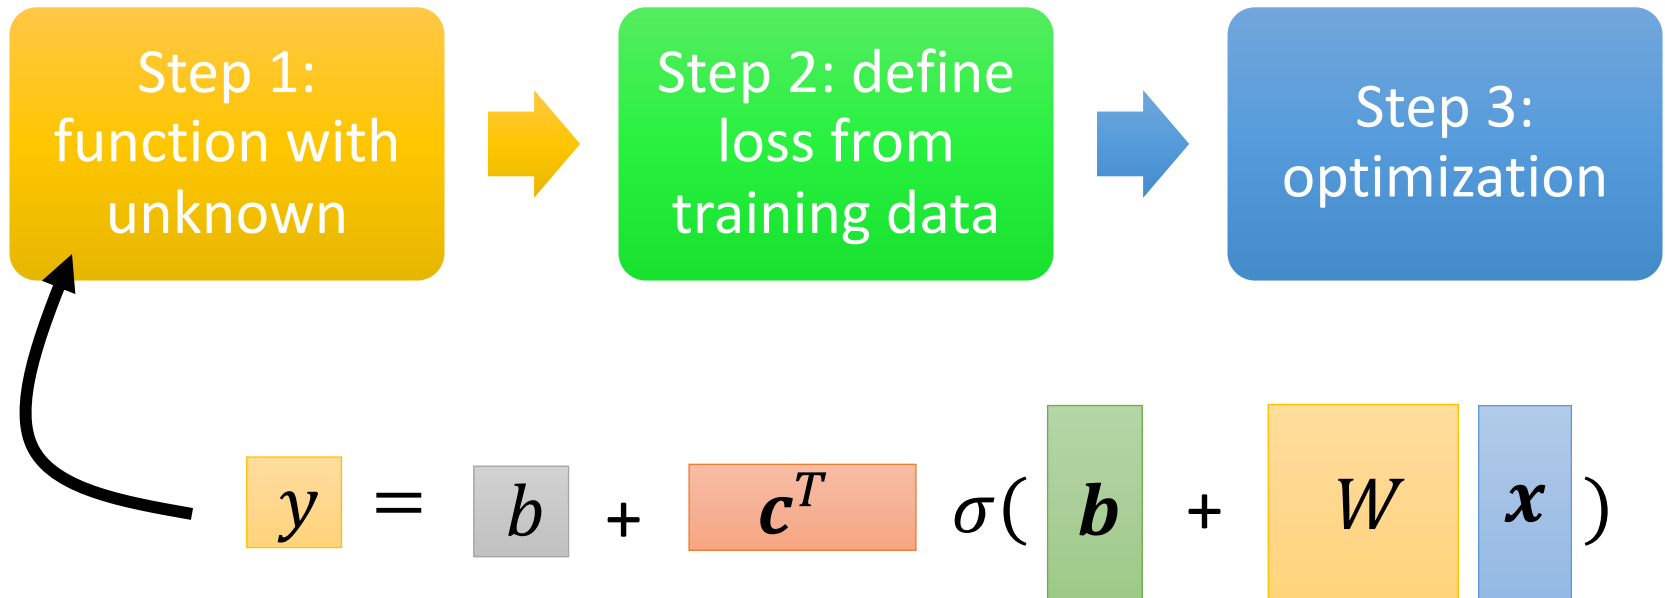 Step 1:
function with
unknown
Step 2: define
loss from
training data
Step 3:
optimization
y = b + c^T σ( b + W x )